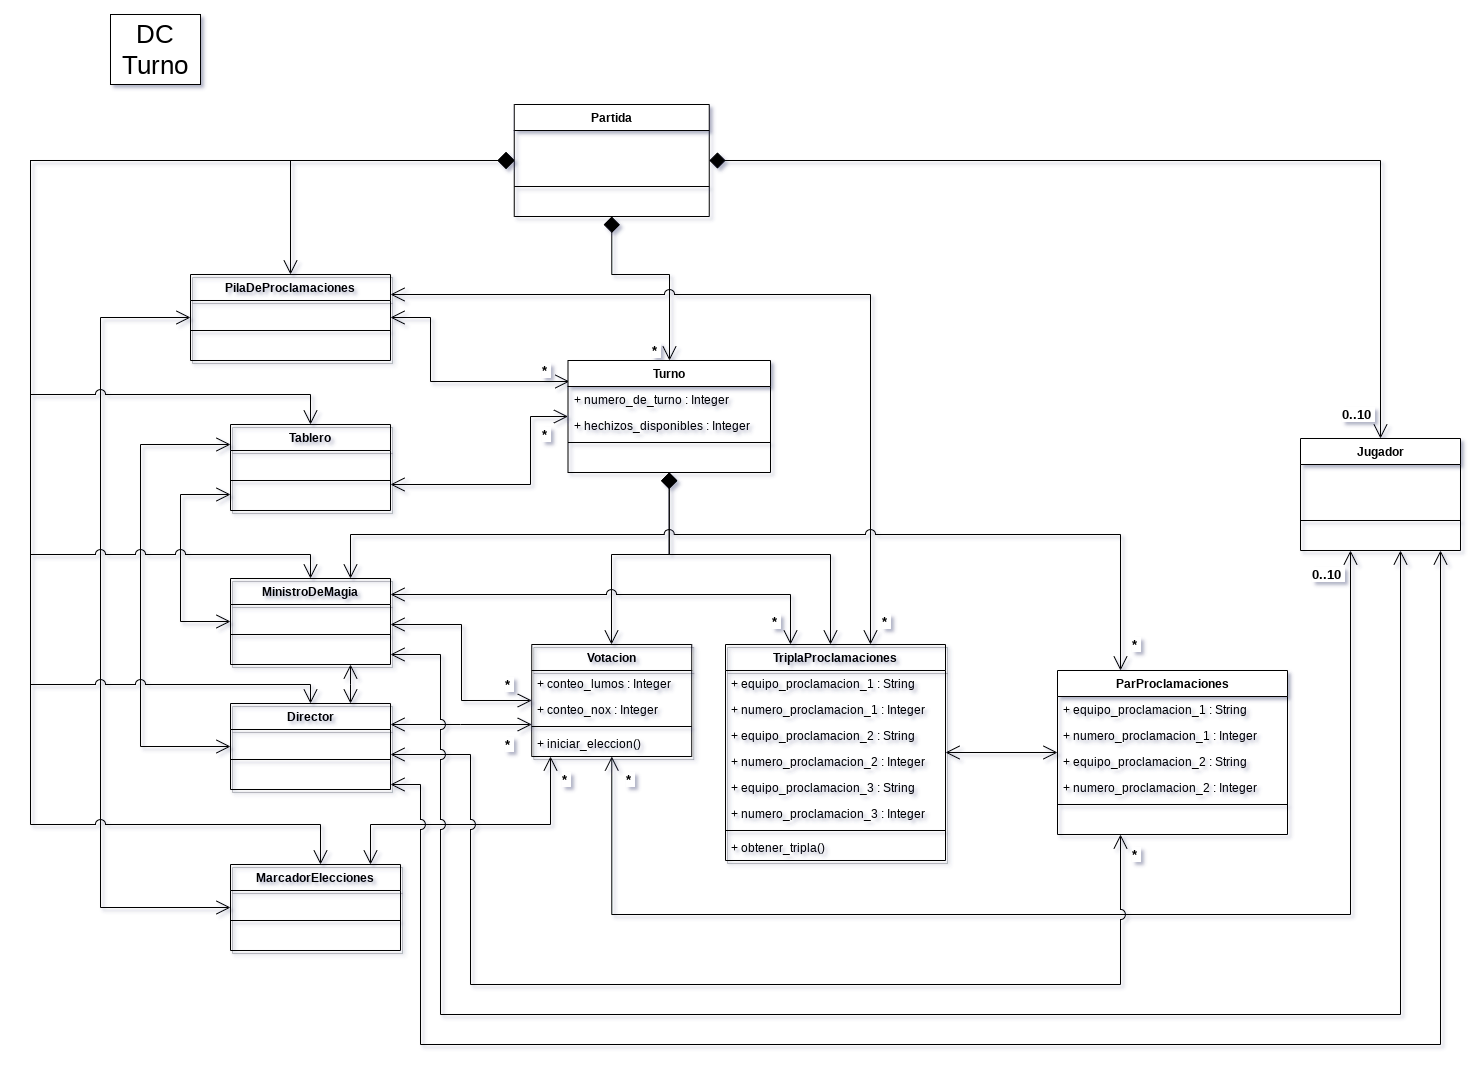 DC
Turno
Partida
PilaDeProclamaciones
*
*
Turno
+ numero_de_turno : Integer
+ hechizos_disponibles : Integer
*
0..10
Jugador
0..10
Tablero
MinistroDeMagia
*
*
*
Votacion
+ conteo_lumos : Integer
+ conteo_nox : Integer
+ iniciar_eleccion()
*
*
*
*
TriplaProclamaciones
+ equipo_proclamacion_1 : String
+ numero_proclamacion_1 : Integer
+ equipo_proclamacion_2 : String
+ numero_proclamacion_2 : Integer
+ equipo_proclamacion_3 : String
+ numero_proclamacion_3 : Integer
+ obtener_tripla()
ParProclamaciones
+ equipo_proclamacion_1 : String
+ numero_proclamacion_1 : Integer
+ equipo_proclamacion_2 : String
+ numero_proclamacion_2 : Integer
*
Director
MarcadorElecciones